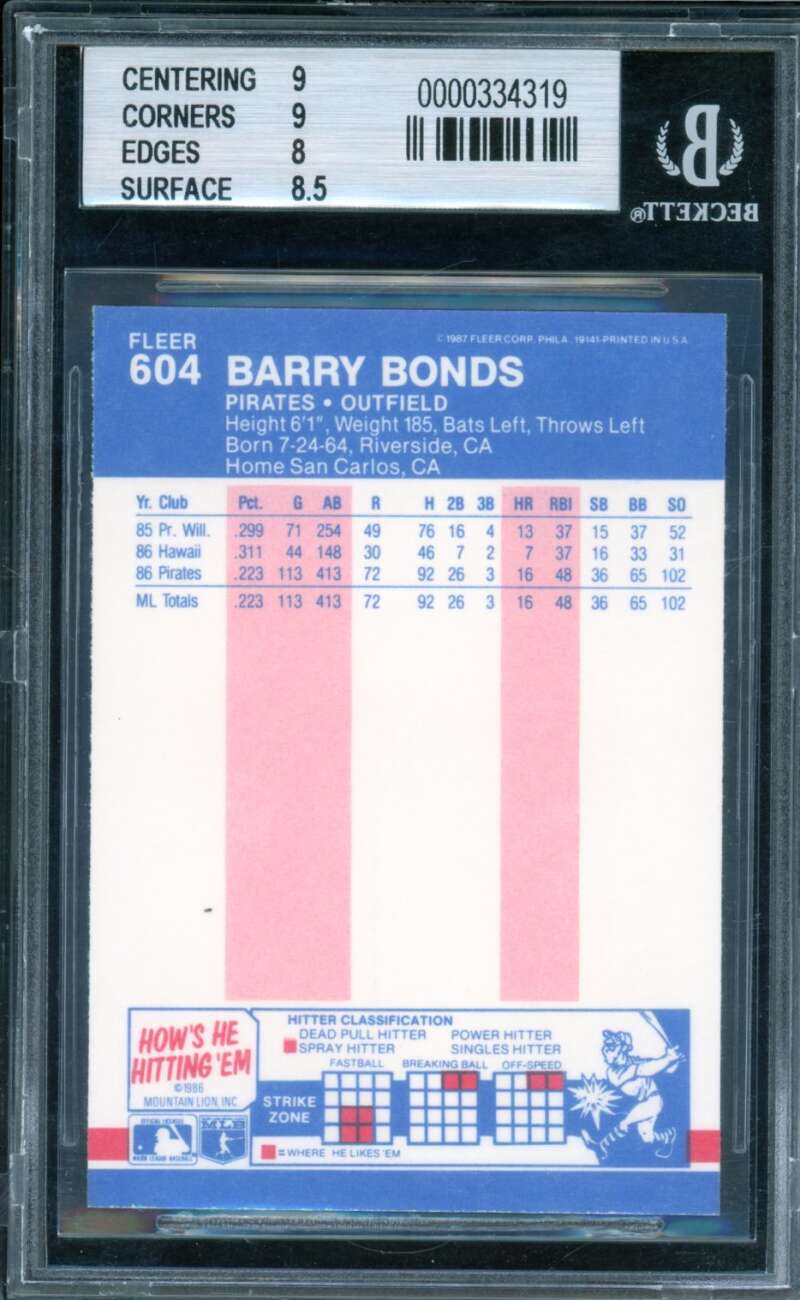 CENTERING 9
CORNERS 9
EDGES 8
SURFACE 8.5
0000334319
B
BECKETT®
FLEER
604
© 1987 FLEER CORP. PHILA. 19141-PRINTED IN U S A
BARRY BONDS
PIRATES • OUTFIELD
Height 6'1", Weight 185, Bats Left, Throws Left
Born 7-24-64, Riverside, CA
Home San Carlos, CA
Yr. Club Pct. G AB R H 2B 3B HR RBI SB BB SO
85 Pr. Will. .299 71 254 49 76 16 4 13 37 15 37 52
86 Hawaii .311 44 148 30 46 7 2 7 37 16 33 31
86 Pirates .223 113 413 72 92 26 3 16 48 36 65 102
ML Totals .223 113 413 72 92 26 3 16 48 36 65 102
HOW'S HE
HITTING 'EM
©1986
MOUNTAIN LION, INC
HITTER CLASSIFICATION
DEAD PULL HITTER POWER HITTER
SPRAY HITTER SINGLES HITTER
FASTBALL BREAKING BALL OFF-SPEED
STRIKE
ZONE
= WHERE HE LIKES 'EM
OFFICIAL LICENSEE
MAJOR LEAGUE BASEBALL
MLB